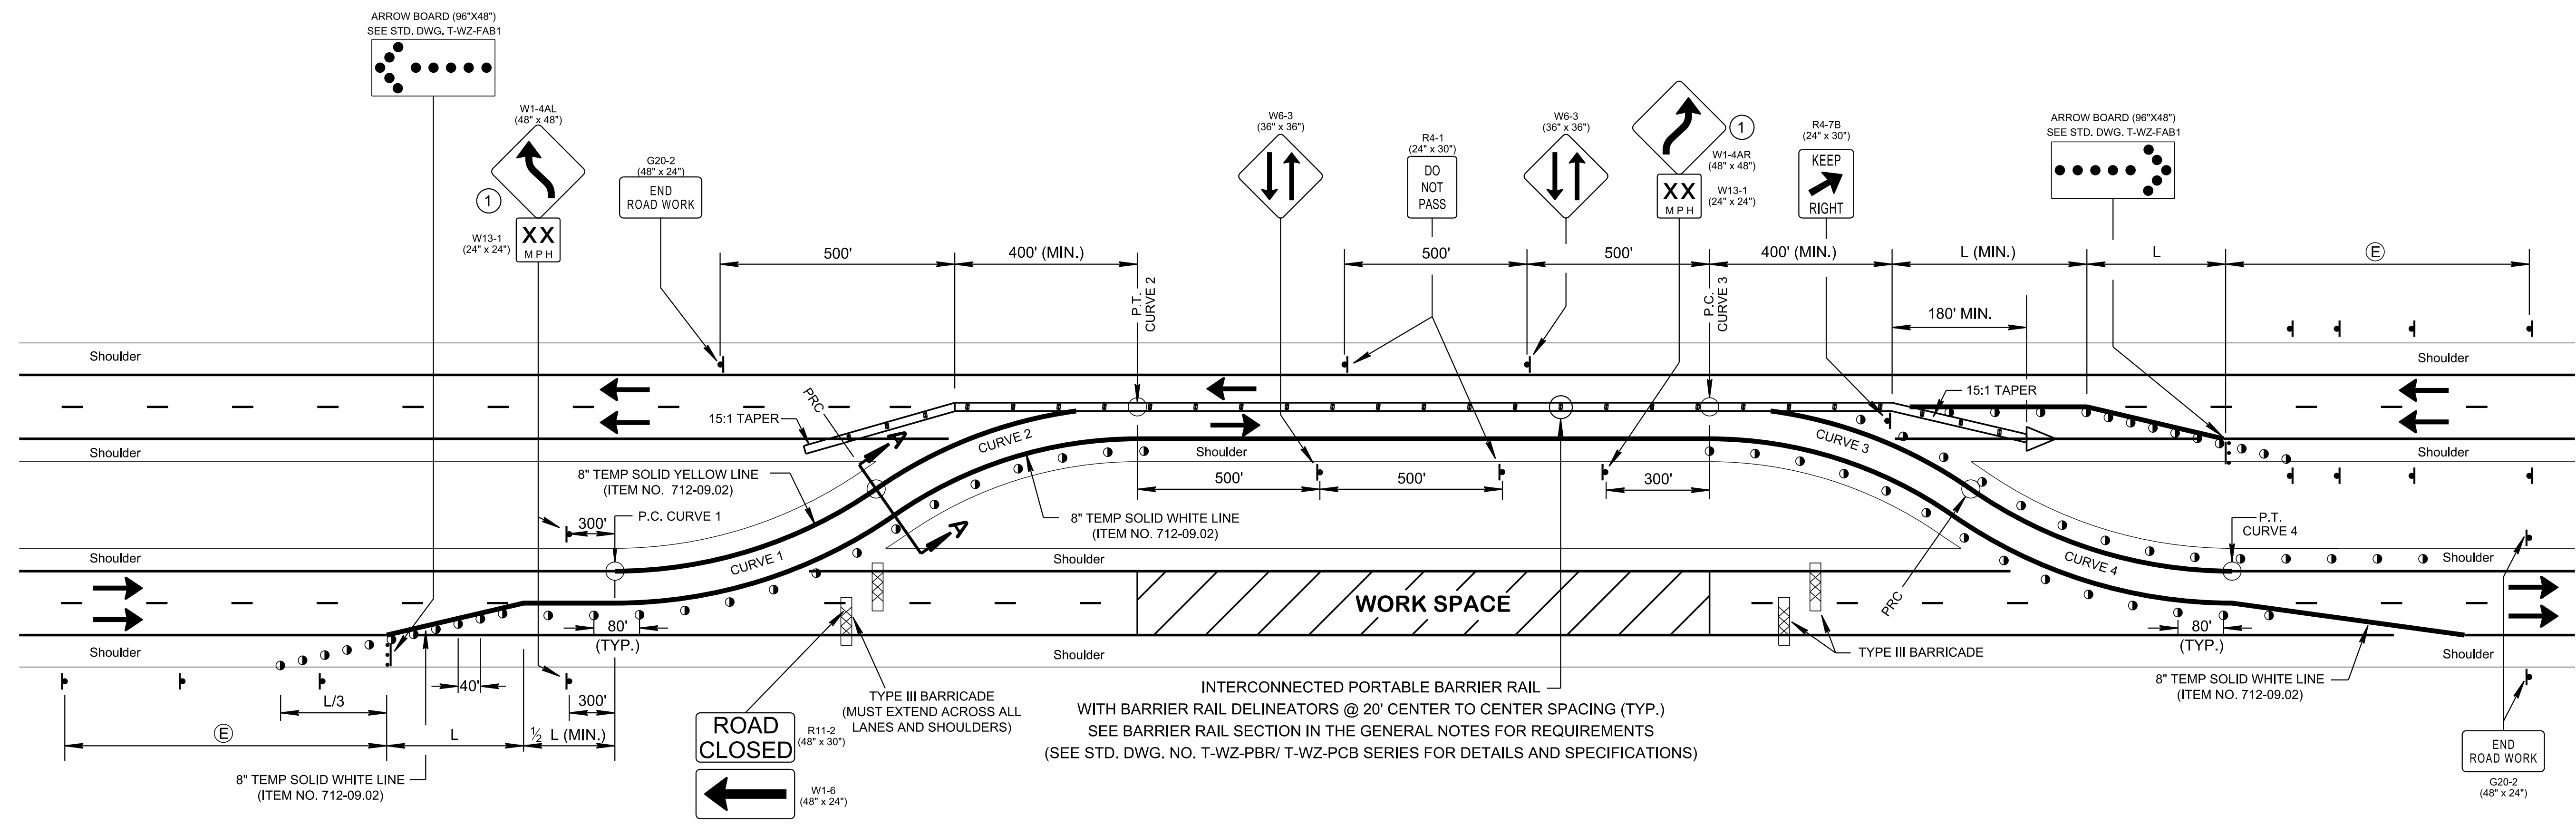 ARROW BOARD (96"X48")
SEE STD. DWG. T-WZ-FAB1
W1-4AL
(48" x 48")
1
W13-1
(24" x 24")
XX
MPH
G20-2
(48" x 24")
END
ROAD WORK
W6-3
(36" x 36")
R4-1
(24" x 30")
DO
NOT
PASS
W6-3
(36" x 36")
1
W1-4AR
(48" x 48")
XX
MPH
W13-1
(24" x 24")
R4-7B
(24" x 30")
KEEP
RIGHT
ARROW BOARD (96"X48")
SEE STD. DWG. T-WZ-FAB1
500'
400' (MIN.)
500'
500'
400' (MIN.)
L (MIN.)
L
E
P.T.
CURVE 2
P.C.
CURVE 3
180' MIN.
Shoulder
Shoulder
15:1 TAPER
PRC
15:1 TAPER
A
CURVE 2
CURVE 3
Shoulder
Shoulder
Shoulder
8" TEMP SOLID YELLOW LINE
(ITEM NO. 712-09.02)
500'
500'
300'
P.C. CURVE 1
300'
8" TEMP SOLID WHITE LINE
(ITEM NO. 712-09.02)
A
P.T.
CURVE 4
Shoulder
CURVE 1
Shoulder
CURVE 4
Shoulder
WORK SPACE
PRC
80'
(TYP.)
80'
(TYP.)
Shoulder
Shoulder
TYPE III BARRICADE
Shoulder
40'
L/3
300'
E
L
½ L (MIN.)
TYPE III BARRICADE
(MUST EXTEND ACROSS ALL
LANES AND SHOULDERS)
INTERCONNECTED PORTABLE BARRIER RAIL
WITH BARRIER RAIL DELINEATORS @ 20' CENTER TO CENTER SPACING (TYP.)
SEE BARRIER RAIL SECTION IN THE GENERAL NOTES FOR REQUIREMENTS
(SEE STD. DWG. NO. T-WZ-PBR/ T-WZ-PCB SERIES FOR DETAILS AND SPECIFICATIONS)
8" TEMP SOLID WHITE LINE
(ITEM NO. 712-09.02)
ROAD
CLOSED
R11-2
(48" x 30")
8" TEMP SOLID WHITE LINE
(ITEM NO. 712-09.02)
W1-6
(48" x 24")
END
ROAD WORK
G20-2
(48" x 24")